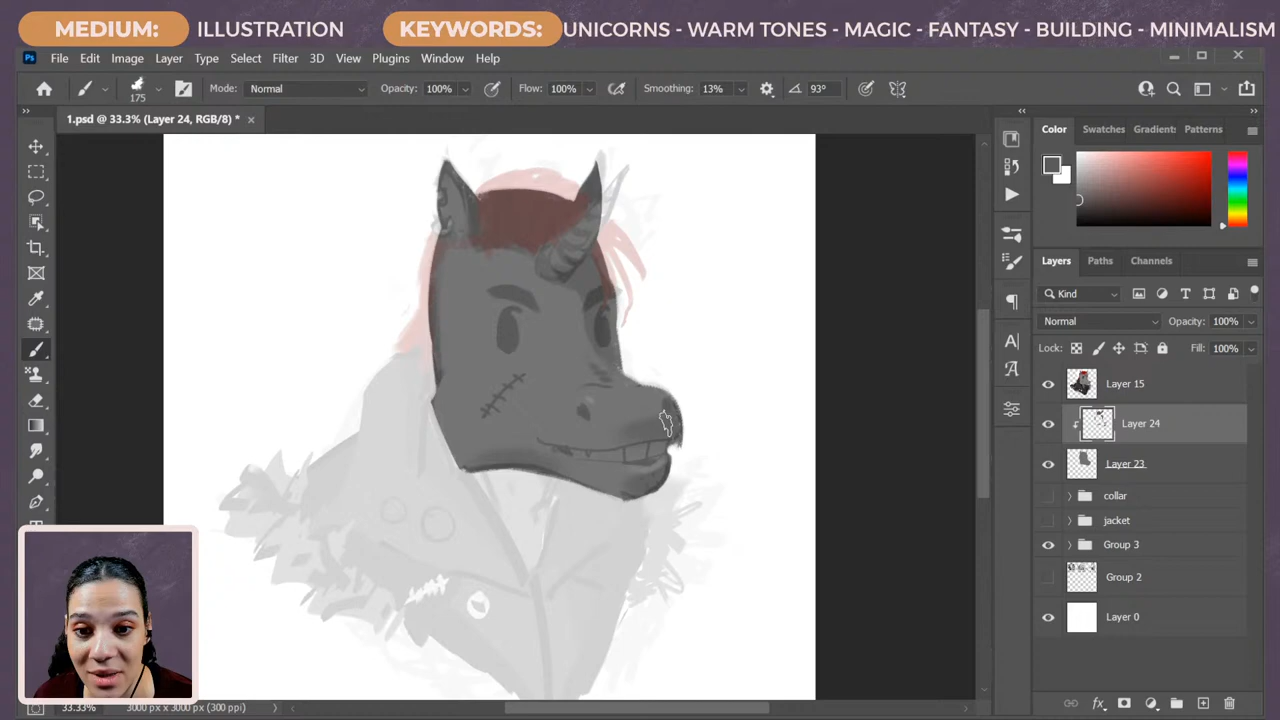 MEDIUM: ILLUSTRATION KEYWORDS: UNICORNS - WARM TONES - MAGIC - FANTASY - BUILDING - MINIMALISM
Ps File Edit Image Layer Type Select Filter 3D View Plugins Window Help
175 Mode: Normal Opacity: 100% Flow: 100% Smoothing: 13% 93°
1.psd @ 33.3% (Layer 24, RGB/8) *
Color Swatches Gradient: Patterns
Layers Paths Channels
Kind
Normal Opacity: 100%
Lock: Fill: 100%
Layer 15
Layer 24
Layer 23
collar
jacket
Group 3
Group 2
Layer 0
33.33% 3000 px x 3000 px (300 ppi)